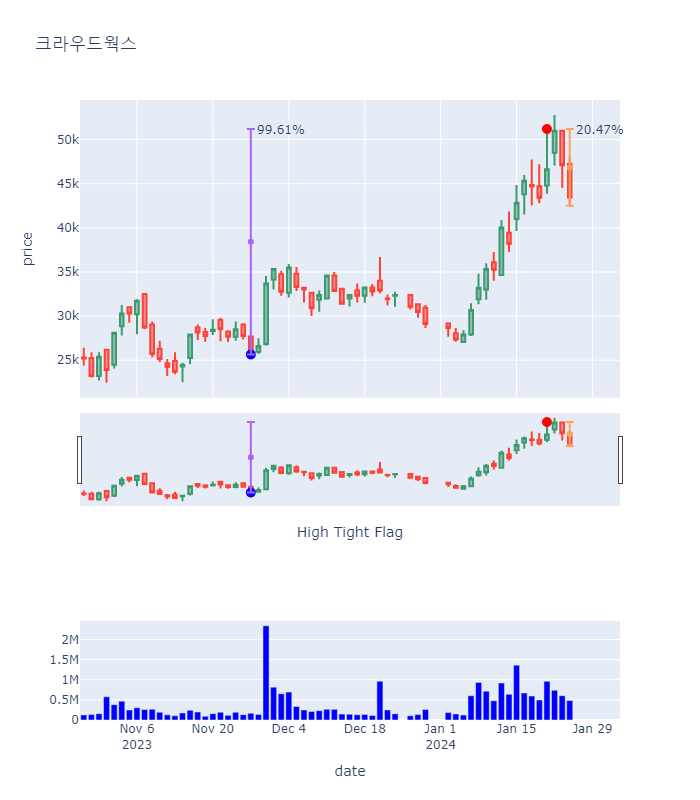 크라우드웍스
99.61%
20.47%
50k
45k
40k
35k
30k
25k
price
High Tight Flag
2M
1.5M
1M
0.5M
0
Nov 6 Nov 20 Dec 4 Dec 18 Jan 1 Jan 15 Jan 29
2023 2024
date